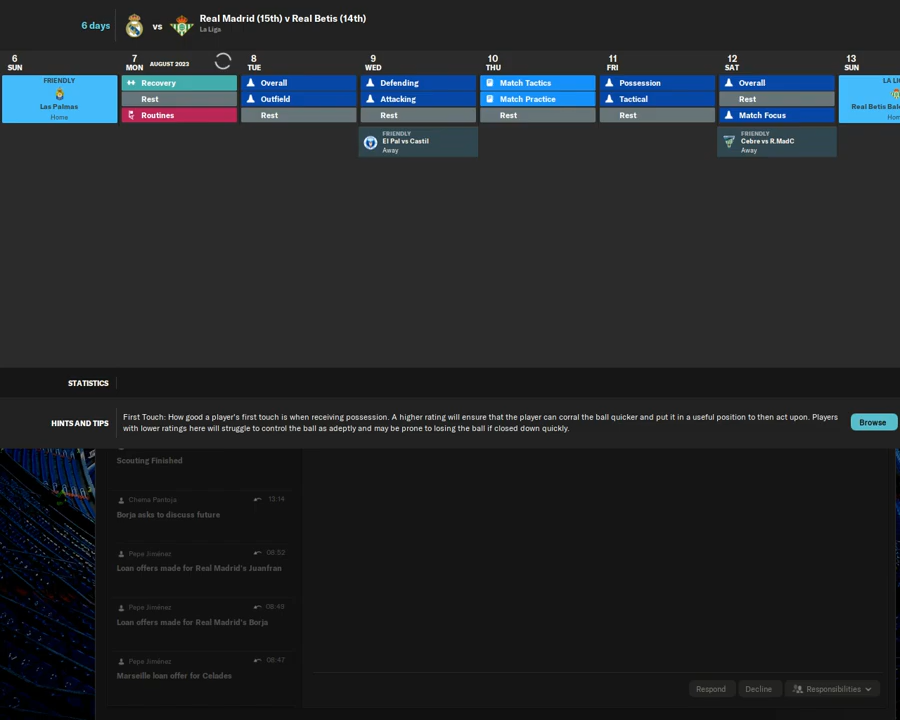 6 days
vs
Real Madrid (15th) v Real Betis (14th)
La Liga
6
SUN
7
MON
AUGUST 2023
8
TUE
9
WED
10
THU
11
FRI
12
SAT
13
SUN
FRIENDLY
Las Palmas
Home
Recovery
Rest
Routines
Overall
Outfield
Rest
Defending
Attacking
Rest
Match Tactics
Match Practice
Rest
Possession
Tactical
Rest
Overall
Rest
Match Focus
LA LI
Real Betis Bal
Hom
FRIENDLY
El Pal vs Castil
Away
FRIENDLY
Cebre vs R.MadC
Away
STATISTICS
HINTS AND TIPS
First Touch: How good a player's first touch is when receiving possession. A higher rating will ensure that the player can corral the ball quicker and put it in a useful position to then act upon. Players
with lower ratings here will struggle to control the ball as adeptly and may be prone to losing the ball if closed down quickly.
Browse
Scouting Finished
Chema Pantoja 13:14
Borja asks to discuss future
Pepe Jiménez 08:52
Loan offers made for Real Madrid's Juanfran
Pepe Jiménez 08:49
Loan offers made for Real Madrid's Borja
Pepe Jiménez 08:47
Marseille loan offer for Celades
Respond
Decline
Responsibilities